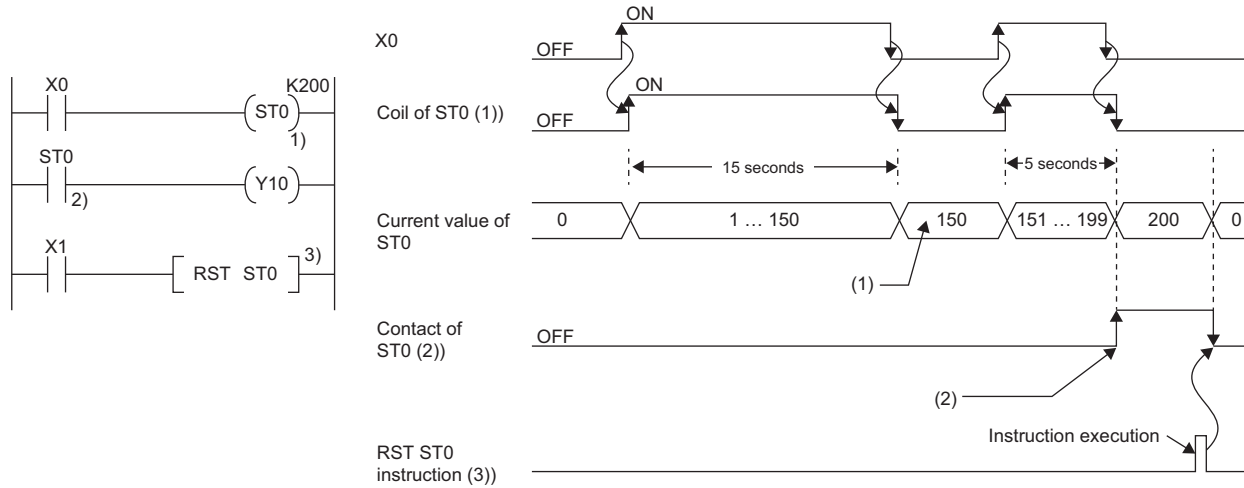 X0
K200
ST0
1)
ST0
2)
Y10
X1
3)
RST ST0
X0
OFF
ON
Coil of ST0 (1))
OFF
ON
15 seconds
5 seconds
Current value of
ST0
0
1 ... 150
150
151 ... 199
200
0
(1)
Contact of
ST0 (2))
OFF
(2)
RST ST0
instruction (3))
Instruction execution